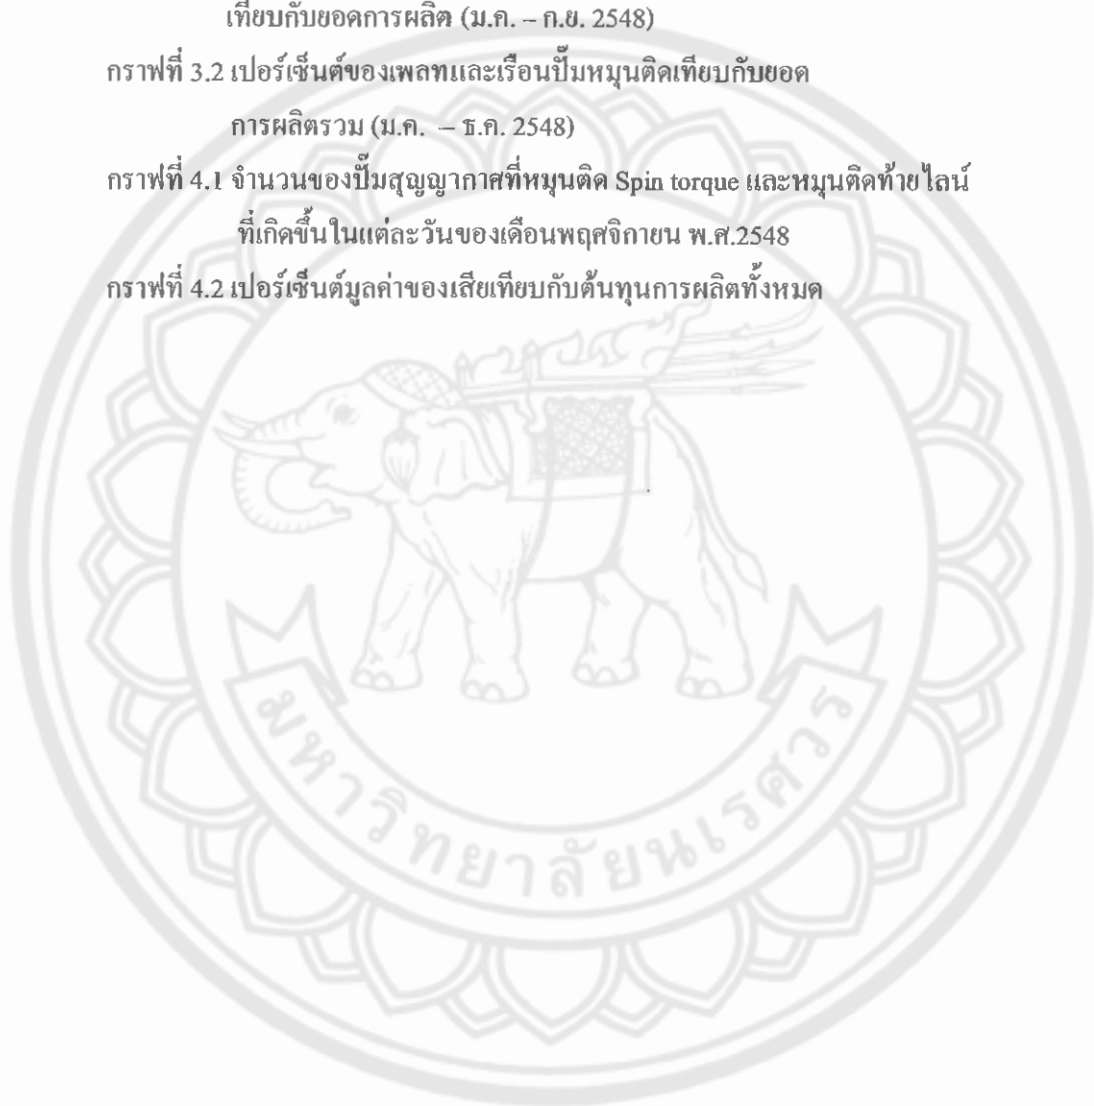 เทียบกับยอดการผลิต (ม.ค. – ก.ย. 2548)
กราฟที่ 3.2 เปอร์เซ็นต์ของเพลทและเรือนปั๊มหมุนติดเทียบกับยอด
การผลิตรวม (ม.ค. – ธ.ค. 2548)
กราฟที่ 4.1 จำนวนของปั๊มสุญญากาศที่หมุนติด Spin torque และหมุนติดท้ายไลน์
ที่เกิดขึ้นในแต่ละวันของเดือนพฤศจิกายน พ.ศ.2548
กราฟที่ 4.2 เปอร์เซ็นต์มูลค่าของเสียเทียบกับต้นทุนการผลิตทั้งหมด
มหาวิทยาลัยนเรศวร